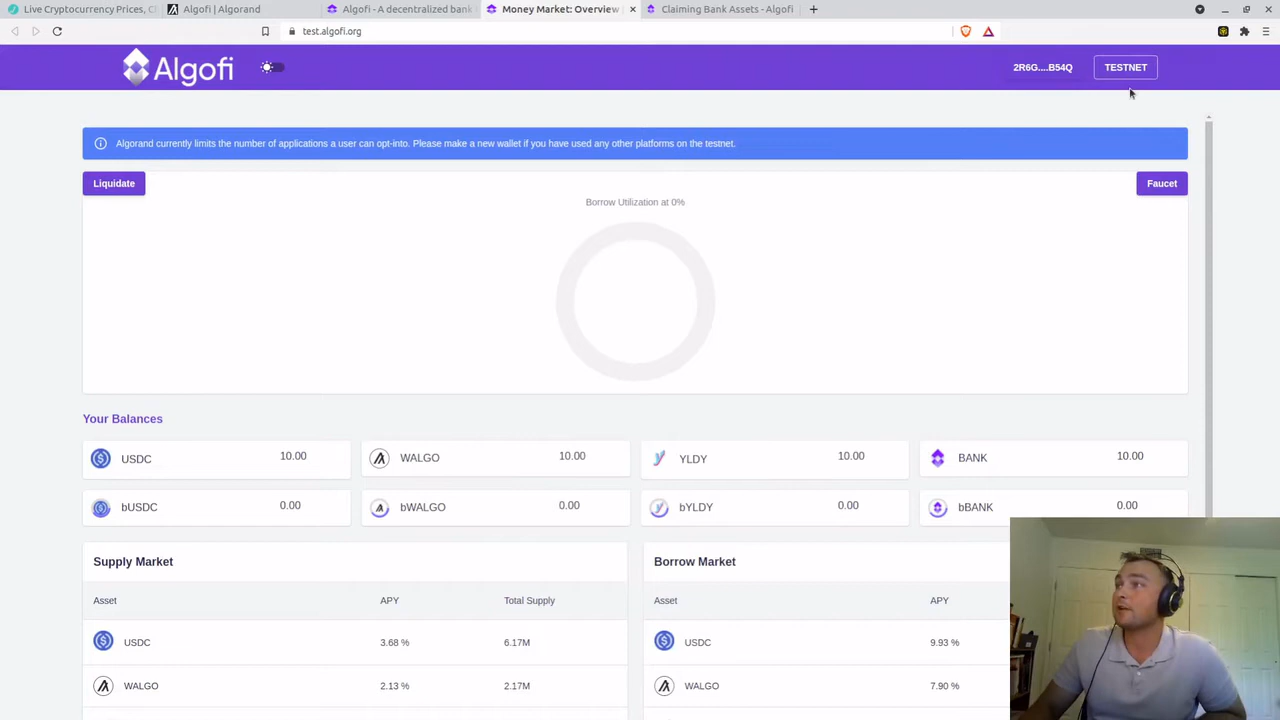 Live Cryptocurrency Prices, C
Algofi | Algorand
Algofi - A decentralized bank
Money Market: Overview
Claiming Bank Assets - Algofi
test.algofi.org
Algofi
2R6G....B54Q
TESTNET
Algorand currently limits the number of applications a user can opt-into. Please make a new wallet if you have used any other platforms on the testnet.
Liquidate
Faucet
Borrow Utilization at 0%
Your Balances
USDC 10.00
WALGO 10.00
YLDY 10.00
BANK 10.00
bUSDC 0.00
bWALGO 0.00
bYLDY 0.00
bBANK 0.00
Supply Market
Asset APY Total Supply
USDC 3.68 % 6.17M
WALGO 2.13 % 2.17M
Borrow Market
Asset APY
USDC 9.93 %
WALGO 7.90 %